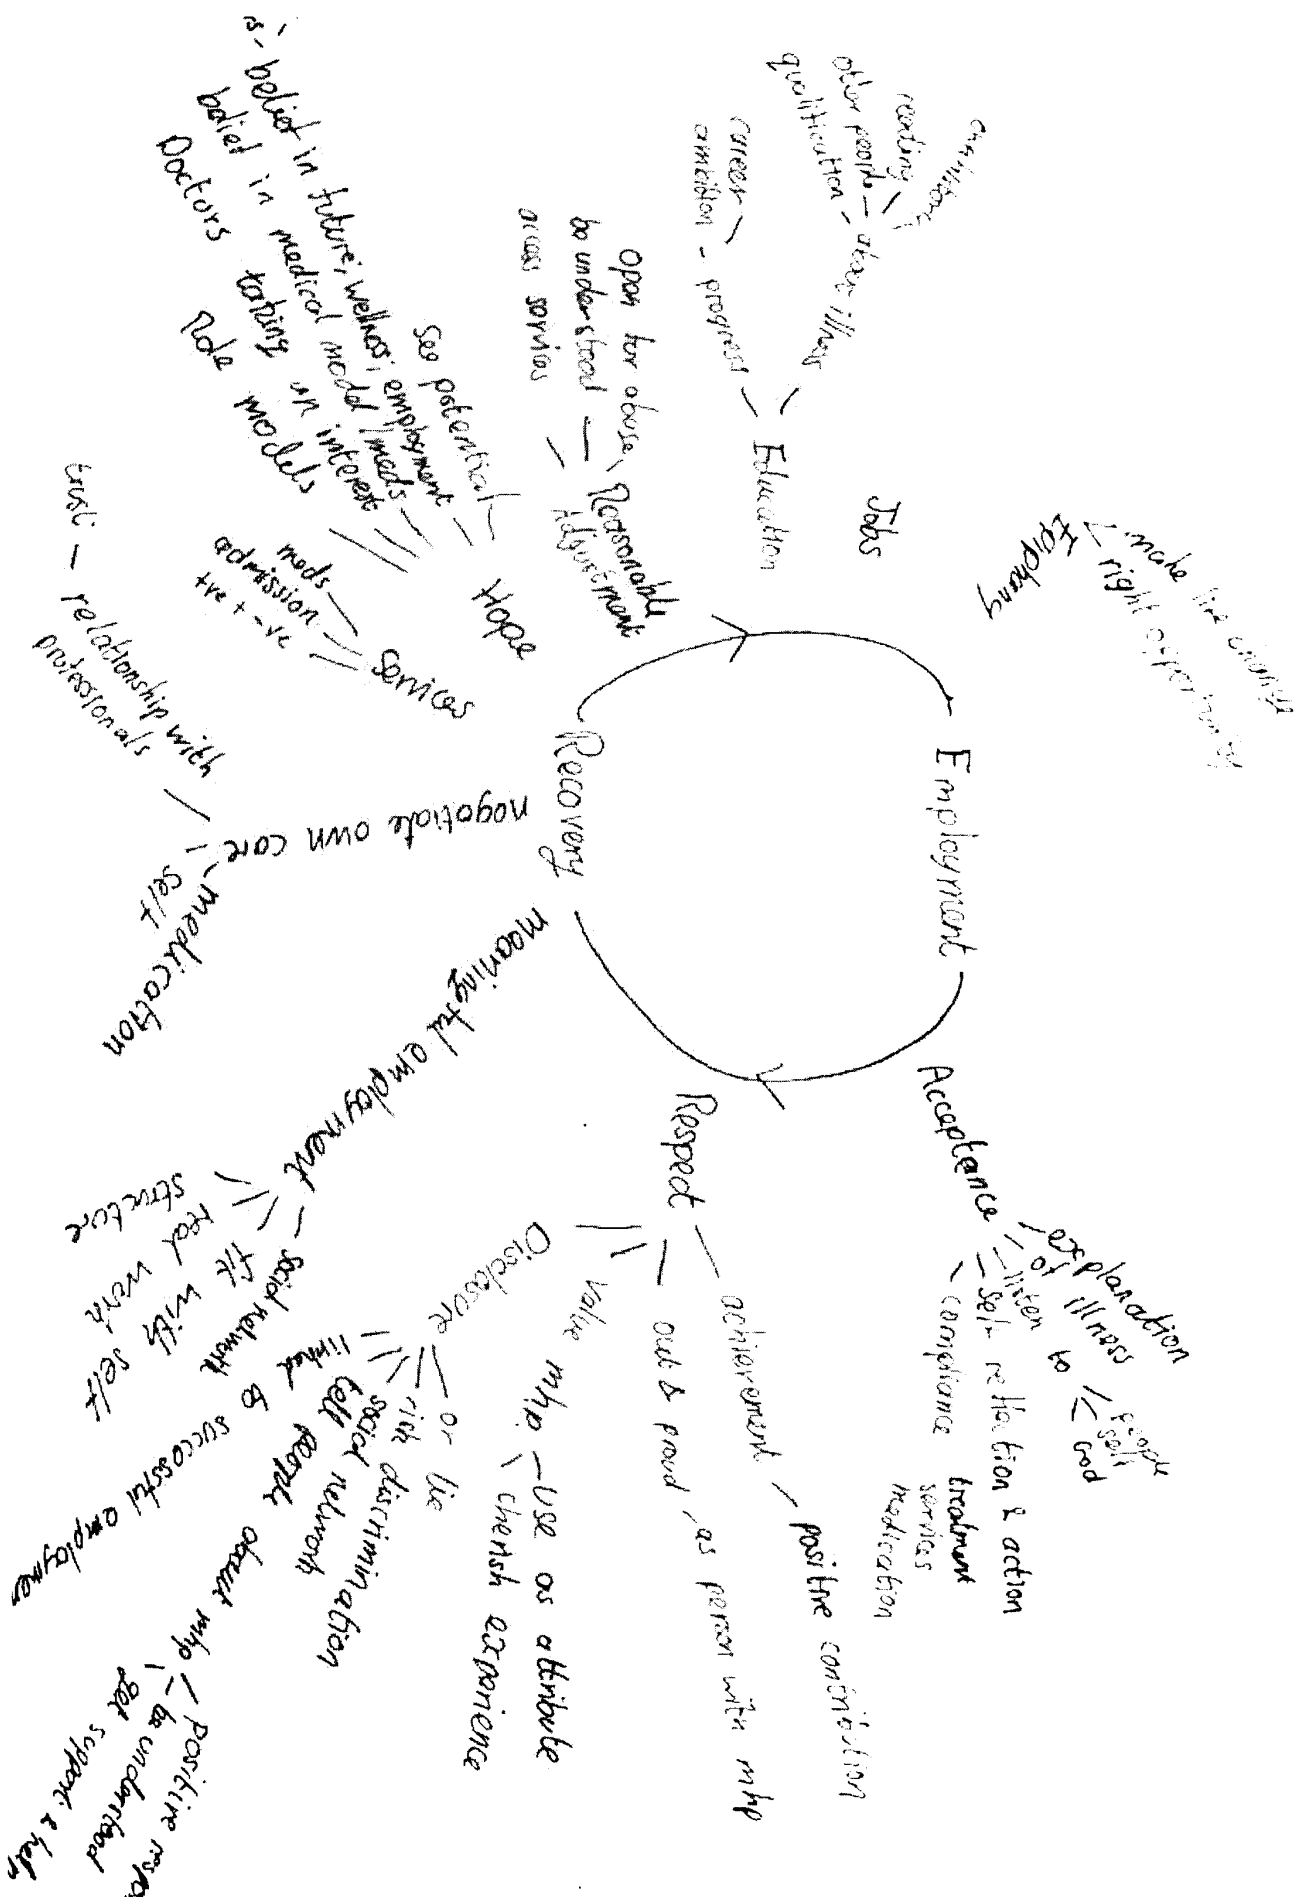 Employment
Recovery
Epiphany
make life change
right opportunity
Jobs
Education
about illness
reading
other people
qualification
progress
career
ambition
Reasonable
Adjustment
Open for abuse
be understood
access services
Hope
see potential
belief in future; wellness; employment
belief in medical model/meds
Doctors taking an interest
Role models
Services
meds
admission
+ve + -ve
negotiate own care
relationship with
professionals
trust
self
medication
meaningful employment
social network
fit with self
real work
structure
Acceptance
explanation
of illness
listen to
people
self
God
self reflection & action
compliance
treatment
services
medication
Respect
achievement
positive contribution
out & proud, as person with mhp
value mhp
use as attribute
cherish experience
Disclosure
or lie
risk discrimination
social network
tell people about mhp
positive
be understood
get support & help
linked to successful